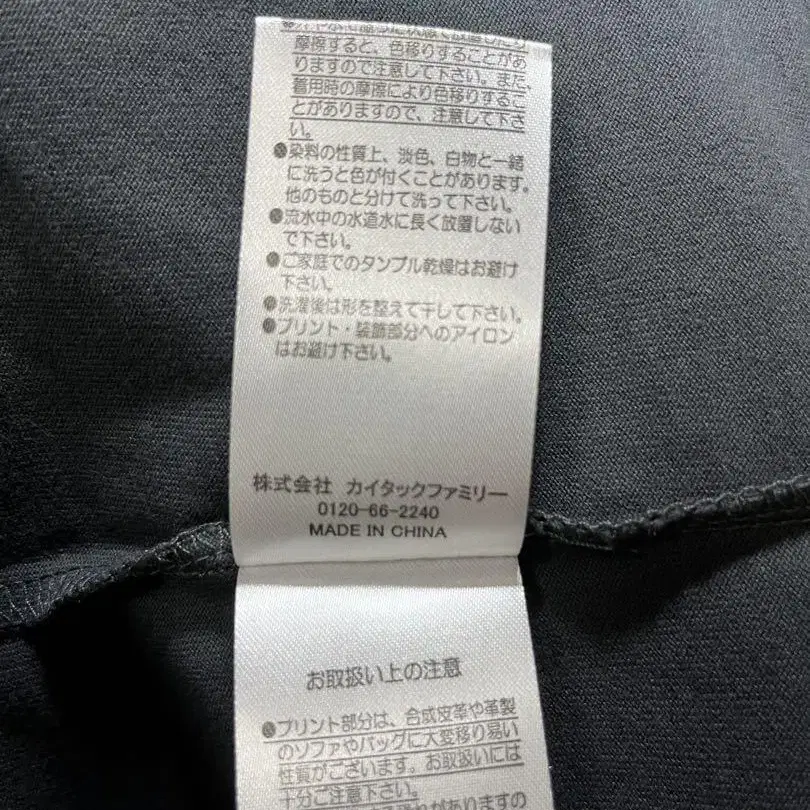 摩擦すると、色移りすることがあ
りますので注意して下さい。また、
着用時の摩擦により色移りするこ
とがありますので、注意して下さ
い。
●染料の性質上、淡色、白物と一緒
に洗うと色が付くことがあります。
他のものと分けて洗って下さい。
●流水中の水道水に長く放置しない
で下さい。
●ご家庭でのタンブル乾燥はお避け
下さい。
●洗濯後は形を整えて干して下さい。
●プリント・装飾部分へのアイロン
はお避け下さい。
株式会社 カイタックファミリー
0120-66-2240
MADE IN CHINA
お取扱い上の注意
●プリント部分は、合成皮革や革製
のソファやバッグに大変移り易い
性質がございます。お取扱いには
十分ご注意下さい。